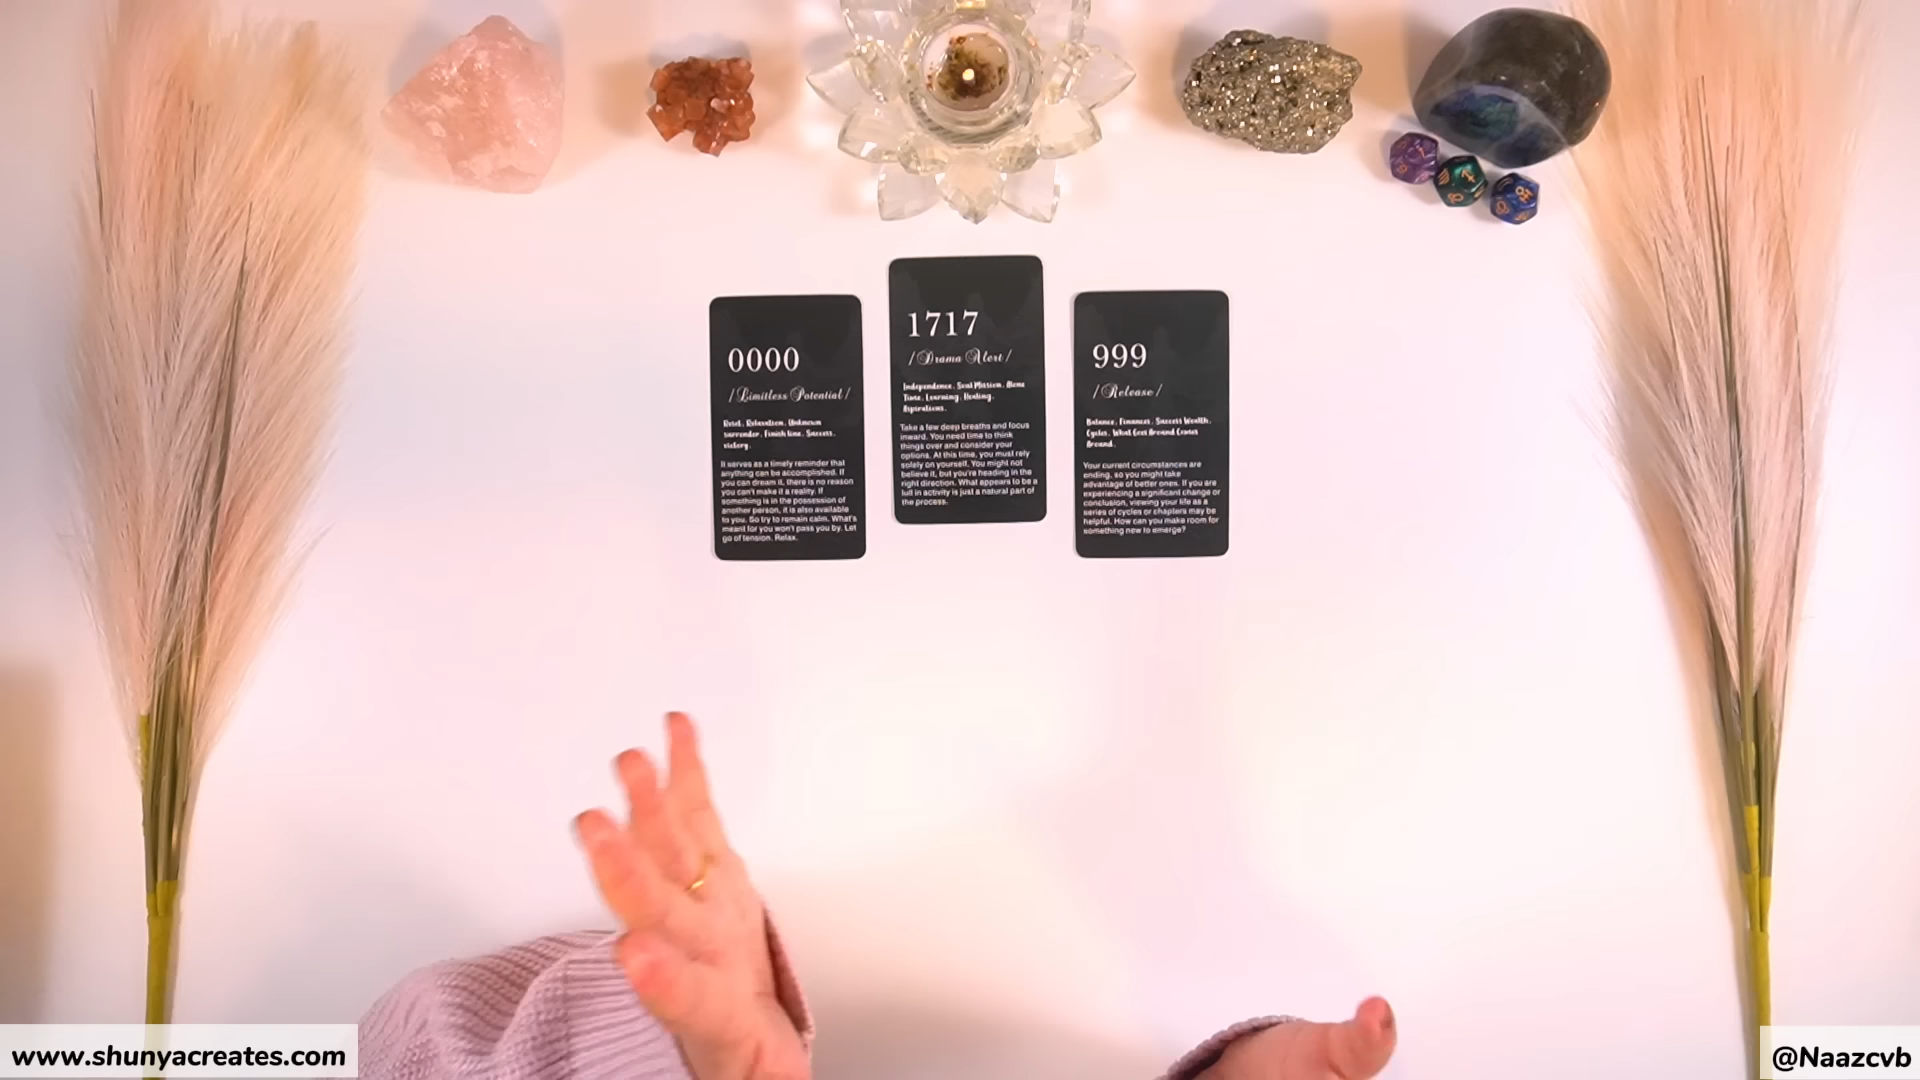 0000
/Limitless Potential/
Reset, Relaxation, Unknown
surrender, Finish line, Success,
victory.
It serves as a timely reminder that
anything can be accomplished. If
you can dream it, there is no reason
you can't make it a reality. If
something is in the possession of
another person, it is also available
to you. So try to remain calm. What's
meant for you won't pass you by. Let
go of tension. Relax.
1717
/Drama Alert/
Independence, Soul Mission, Alone
Time, Learning, Healing,
Aspirations.
Take a few deep breaths and focus
inward. You need time to think
things over and consider your
options. At this time, you must rely
solely on yourself. You might not
believe it, but you're heading in the
right direction. What appears to be a
lull in activity is just a natural part of
the process.
999
/Release/
Balance, Finances, Success Wealth,
Cycles, What Goes Around Comes
Around.
Your current circumstances are
ending, so you might take
advantage of better ones. If you are
experiencing a significant change or
conclusion, viewing your life as a
series of cycles or chapters may be
helpful. How can you make room for
something new to emerge?
www.shunyacreates.com
@Naazcvb